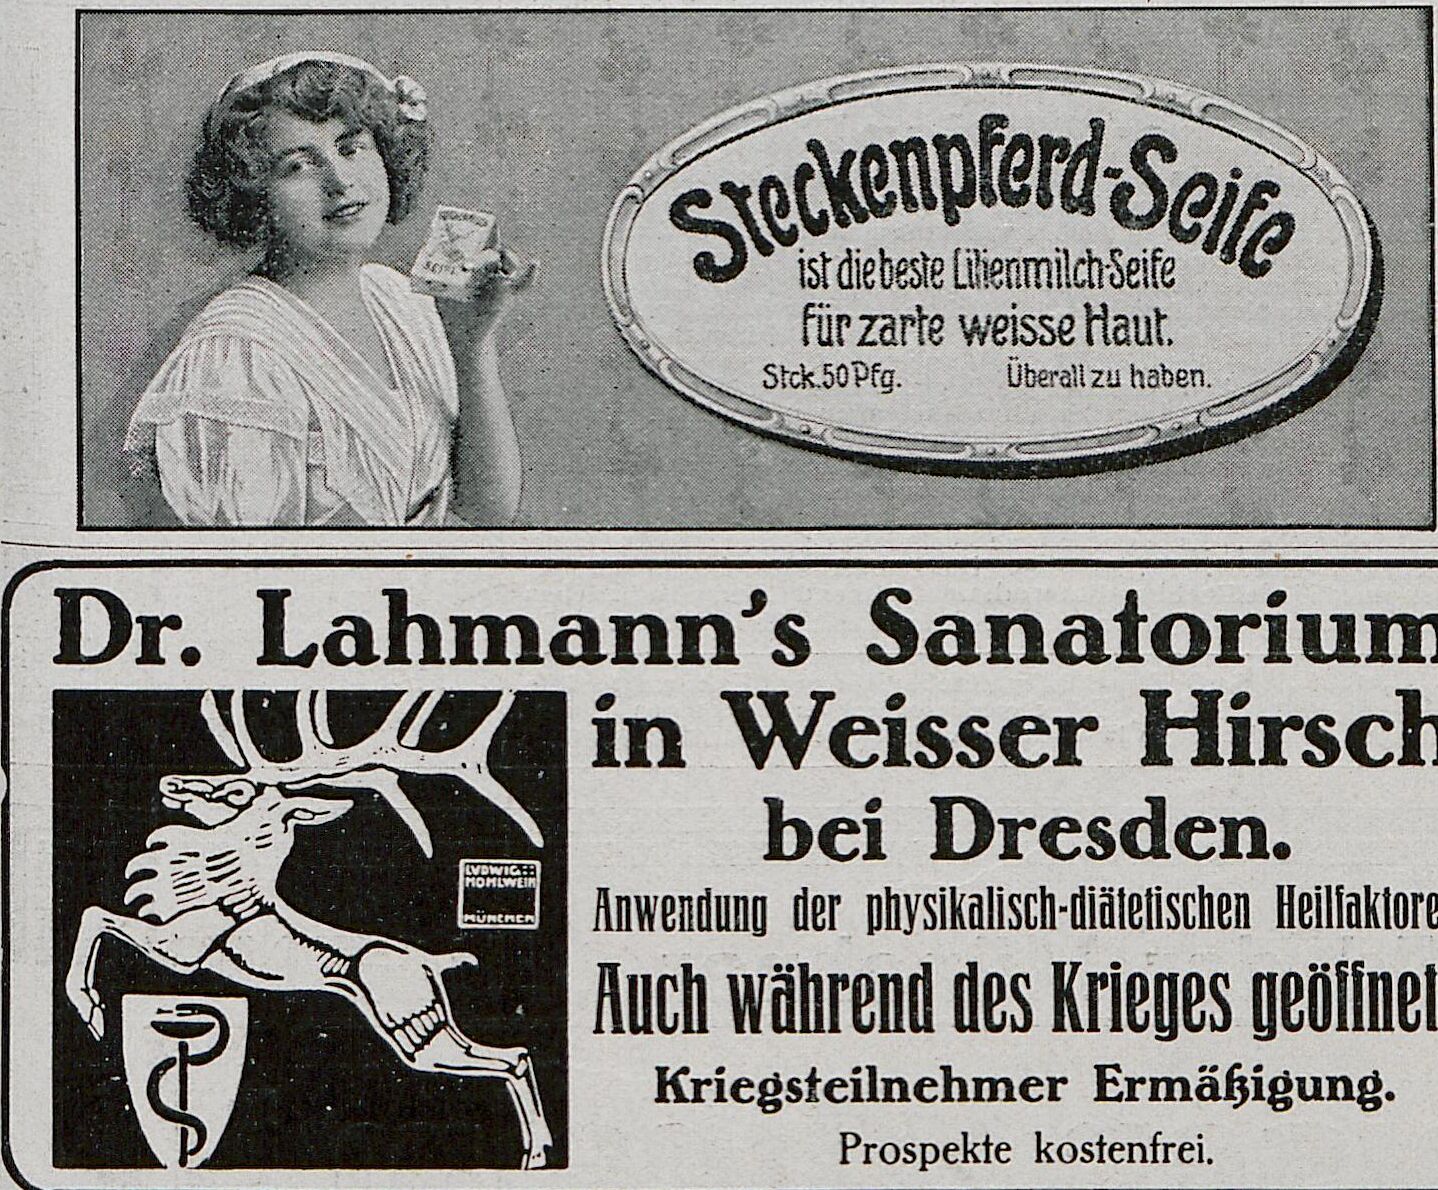 Steckenpferd-Seife
ist die beste Lilienmilch-Seife
für zarte weisse Haut.
Stck. 50 Pfg. Überall zu haben.
SEIFE
Dr. Lahmann's Sanatorium
in Weisser Hirsch
bei Dresden.
LVDWIG
HOHLWEIN
MÜNCHEN
Anwendung der physikalisch-diätetischen Heilfaktore
Auch während des Krieges geöffnet
Kriegsteilnehmer Ermäßigung.
Prospekte kostenfrei.